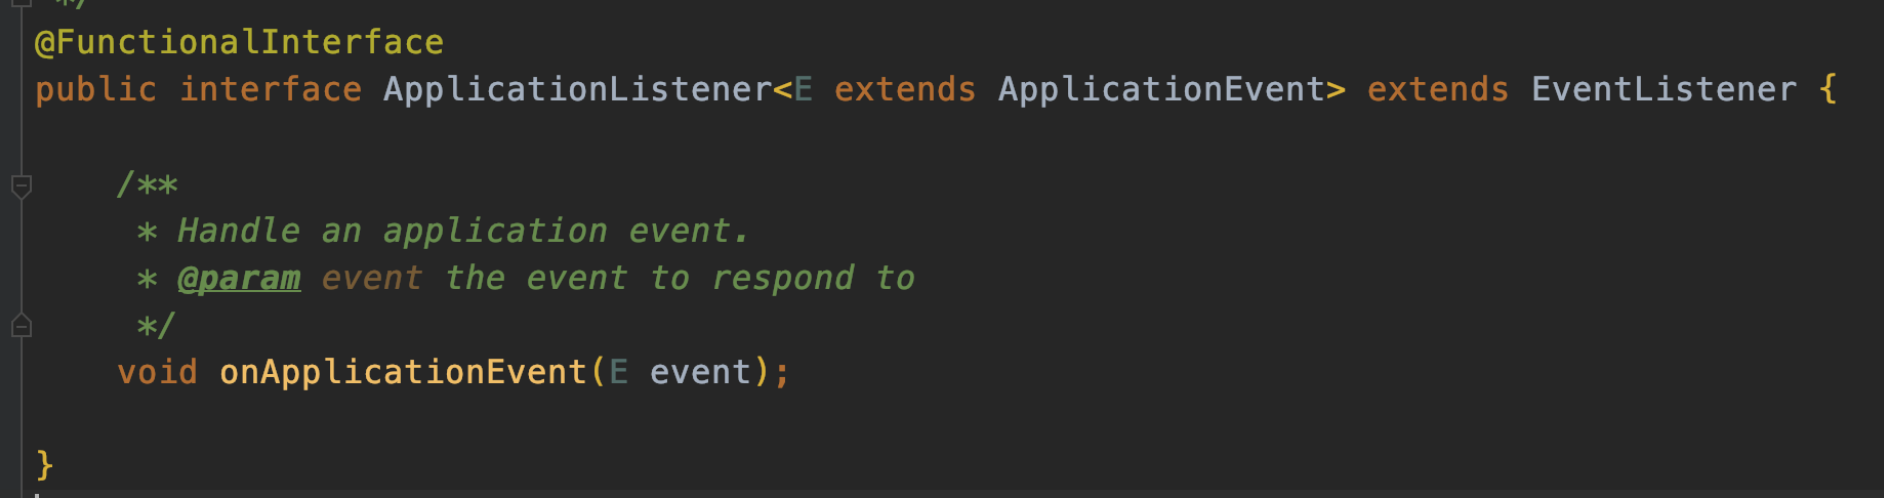 */
@FunctionalInterface
public interface ApplicationListener<E extends ApplicationEvent> extends EventListener {
/**
* Handle an application event.
* @param event the event to respond to
*/
void onApplicationEvent(E event);
}